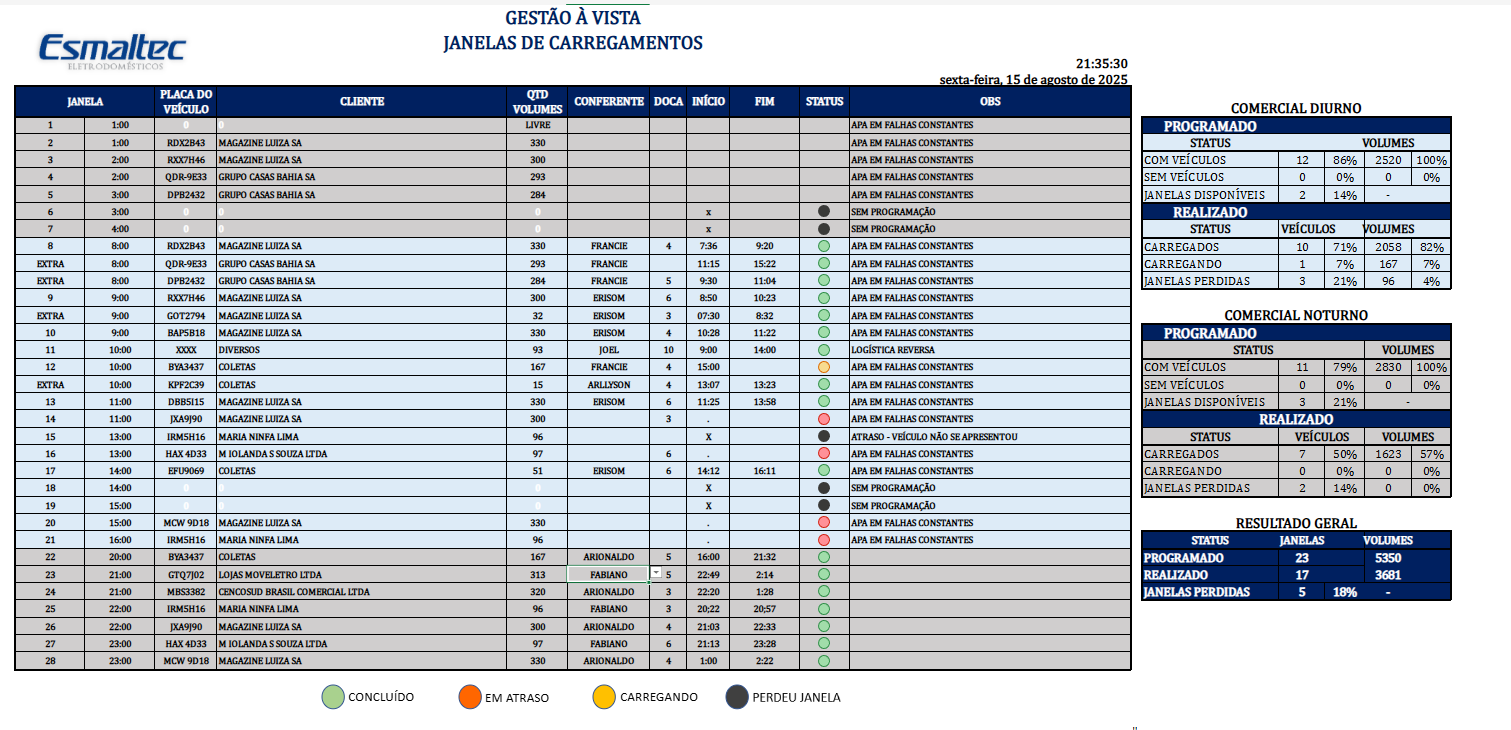 GESTÃO À VISTA
JANELAS DE CARREGAMENTOS
Esmaltec
ELETRODOMÉSTICOS
21:35:30
sexta-feira, 15 de agosto de 2025
JANELA PLACA DO VEÍCULO CLIENTE QTD VOLUMES CONFERENTE DOCA INÍCIO FIM STATUS OBS
1 1:00 0 0 LIVRE APA EM FALHAS CONSTANTES
2 1:00 RDX2B43 MAGAZINE LUIZA SA 330 APA EM FALHAS CONSTANTES
3 2:00 RXX7H46 MAGAZINE LUIZA SA 300 APA EM FALHAS CONSTANTES
4 2:00 QDR-9E33 GRUPO CASAS BAHIA SA 293 APA EM FALHAS CONSTANTES
5 3:00 DPB2432 GRUPO CASAS BAHIA SA 284 APA EM FALHAS CONSTANTES
6 3:00 0 0 0 x SEM PROGRAMAÇÃO
7 4:00 0 0 0 x SEM PROGRAMAÇÃO
8 8:00 RDX2B43 MAGAZINE LUIZA SA 330 FRANCIE 4 7:36 9:20 APA EM FALHAS CONSTANTES
EXTRA 8:00 QDR-9E33 GRUPO CASAS BAHIA SA 293 FRANCIE 11:15 15:22 APA EM FALHAS CONSTANTES
EXTRA 8:00 DPB2432 GRUPO CASAS BAHIA SA 284 FRANCIE 5 9:30 11:04 APA EM FALHAS CONSTANTES
9 9:00 RXX7H46 MAGAZINE LUIZA SA 300 ERISOM 6 8:50 10:23 APA EM FALHAS CONSTANTES
EXTRA 9:00 GOT2794 MAGAZINE LUIZA SA 32 ERISOM 3 07:30 8:32 APA EM FALHAS CONSTANTES
10 9:00 BAP5B18 MAGAZINE LUIZA SA 330 ERISOM 4 10:28 11:22 APA EM FALHAS CONSTANTES
11 10:00 XXXX DIVERSOS 93 JOEL 10 9:00 14:00 LOGÍSTICA REVERSA
12 10:00 BYA3437 COLETAS 167 FRANCIE 4 15:00 APA EM FALHAS CONSTANTES
EXTRA 10:00 KPF2C39 COLETAS 15 ARLLYSON 4 13:07 13:23 APA EM FALHAS CONSTANTES
13 11:00 DBB5I15 MAGAZINE LUIZA SA 330 ERISOM 6 11:25 13:58 APA EM FALHAS CONSTANTES
14 11:00 JXA9J90 MAGAZINE LUIZA SA 300 3 . APA EM FALHAS CONSTANTES
15 13:00 IRM5H16 MARIA NINFA LIMA 96 X ATRASO - VEÍCULO NÃO SE APRESENTOU
16 13:00 HAX 4D33 M IOLANDA S SOUZA LTDA 97 6 . APA EM FALHAS CONSTANTES
17 14:00 EFU9069 COLETAS 51 ERISOM 6 14:12 16:11 APA EM FALHAS CONSTANTES
18 14:00 0 0 0 X SEM PROGRAMAÇÃO
19 15:00 0 0 0 X SEM PROGRAMAÇÃO
20 15:00 MCW 9D18 MAGAZINE LUIZA SA 330 . APA EM FALHAS CONSTANTES
21 16:00 IRM5H16 MARIA NINFA LIMA 96 . APA EM FALHAS CONSTANTES
22 20:00 BYA3437 COLETAS 167 ARIONALDO 5 16:00 21:32
23 21:00 GTQ7J02 LOJAS MOVELETRO LTDA 313 FABIANO 5 22:49 2:14
24 21:00 MBS3382 CENCOSUD BRASIL COMERCIAL LTDA 320 ARIONALDO 3 22:20 1:28
25 22:00 IRM5H16 MARIA NINFA LIMA 96 FABIANO 3 20;22 20;57
26 22:00 JXA9J90 MAGAZINE LUIZA SA 300 ARIONALDO 4 21:03 22:33
27 23:00 HAX 4D33 M IOLANDA S SOUZA LTDA 97 FABIANO 6 21:13 23:28
28 23:00 MCW 9D18 MAGAZINE LUIZA SA 330 ARIONALDO 4 1:00 2:22
CONCLUÍDO EM ATRASO CARREGANDO PERDEU JANELA
COMERCIAL DIURNO
PROGRAMADO
STATUS VOLUMES
COM VEÍCULOS 12 86% 2520 100%
SEM VEÍCULOS 0 0% 0 0%
JANELAS DISPONÍVEIS 2 14% -
REALIZADO
STATUS VEÍCULOS VOLUMES
CARREGADOS 10 71% 2058 82%
CARREGANDO 1 7% 167 7%
JANELAS PERDIDAS 3 21% 96 4%
COMERCIAL NOTURNO
PROGRAMADO
STATUS VOLUMES
COM VEÍCULOS 11 79% 2830 100%
SEM VEÍCULOS 0 0% 0 0%
JANELAS DISPONÍVEIS 3 21% -
REALIZADO
STATUS VEÍCULOS VOLUMES
CARREGADOS 7 50% 1623 57%
CARREGANDO 0 0% 0 0%
JANELAS PERDIDAS 2 14% 0 0%
RESULTADO GERAL
STATUS JANELAS VOLUMES
PROGRAMADO 23 5350
REALIZADO 17 3681
JANELAS PERDIDAS 5 18% -
"